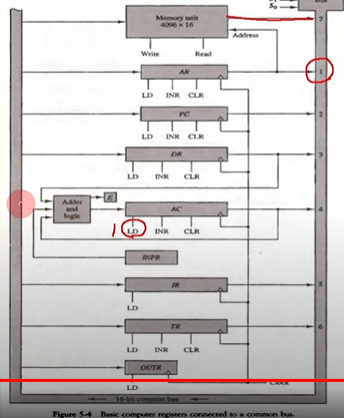 S₀
Bus
Memory unit
4096 × 16
7
Address
Write Read
AR
1
LD INR CLR
PC
2
LD INR CLR
DR
3
LD INR CLR
Adder
and
logic
E
AC
4
1
LD INR CLR
INPR
IR
5
LD
TR
6
LD INR CLR
OUTR
LD
Clock
16-bit common bus
Figure 5-4 Basic computer registers connected to a common bus.